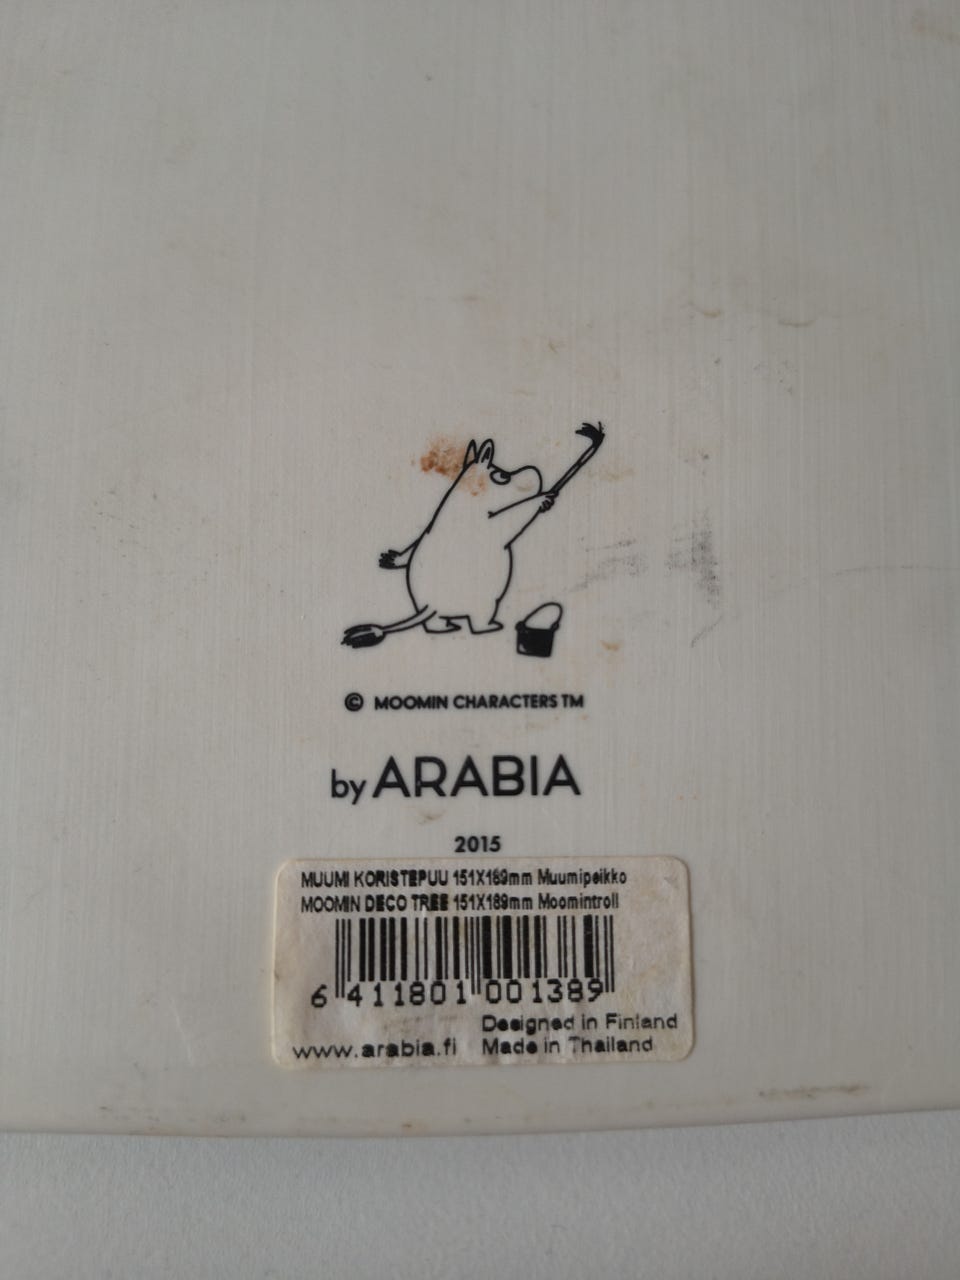 © MOOMIN CHARACTERS TM
by ARABIA
2015
MUUMI KORISTEPUU 151X189mm Muumipeikko
MOOMIN DECO TREE 151X189mm Moomintroll
6 411801 001389
Designed in Finland
www.arabia.fi Made in Thailand